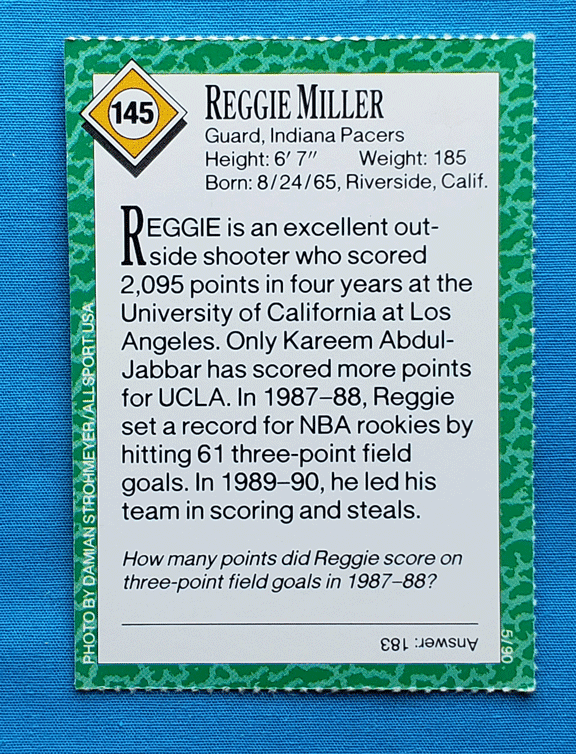 145
REGGIE MILLER
Guard, Indiana Pacers
Height: 6' 7" Weight: 185
Born: 8/24/65, Riverside, Calif.
REGGIE is an excellent out-
side shooter who scored
2,095 points in four years at the
University of California at Los
Angeles. Only Kareem Abdul-
Jabbar has scored more points
for UCLA. In 1987–88, Reggie
set a record for NBA rookies by
hitting 61 three-point field
goals. In 1989–90, he led his
team in scoring and steals.
How many points did Reggie score on
three-point field goals in 1987–88?
Answer: 183
PHOTO BY DAMIAN STROHMEYER/ALLSPORT USA
5/90